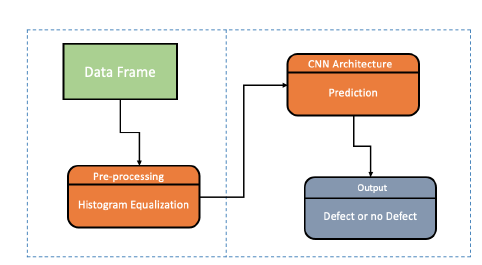 Data Frame
Pre-processing
Histogram Equalization
CNN Architecture
Prediction
Output
Defect or no Defect